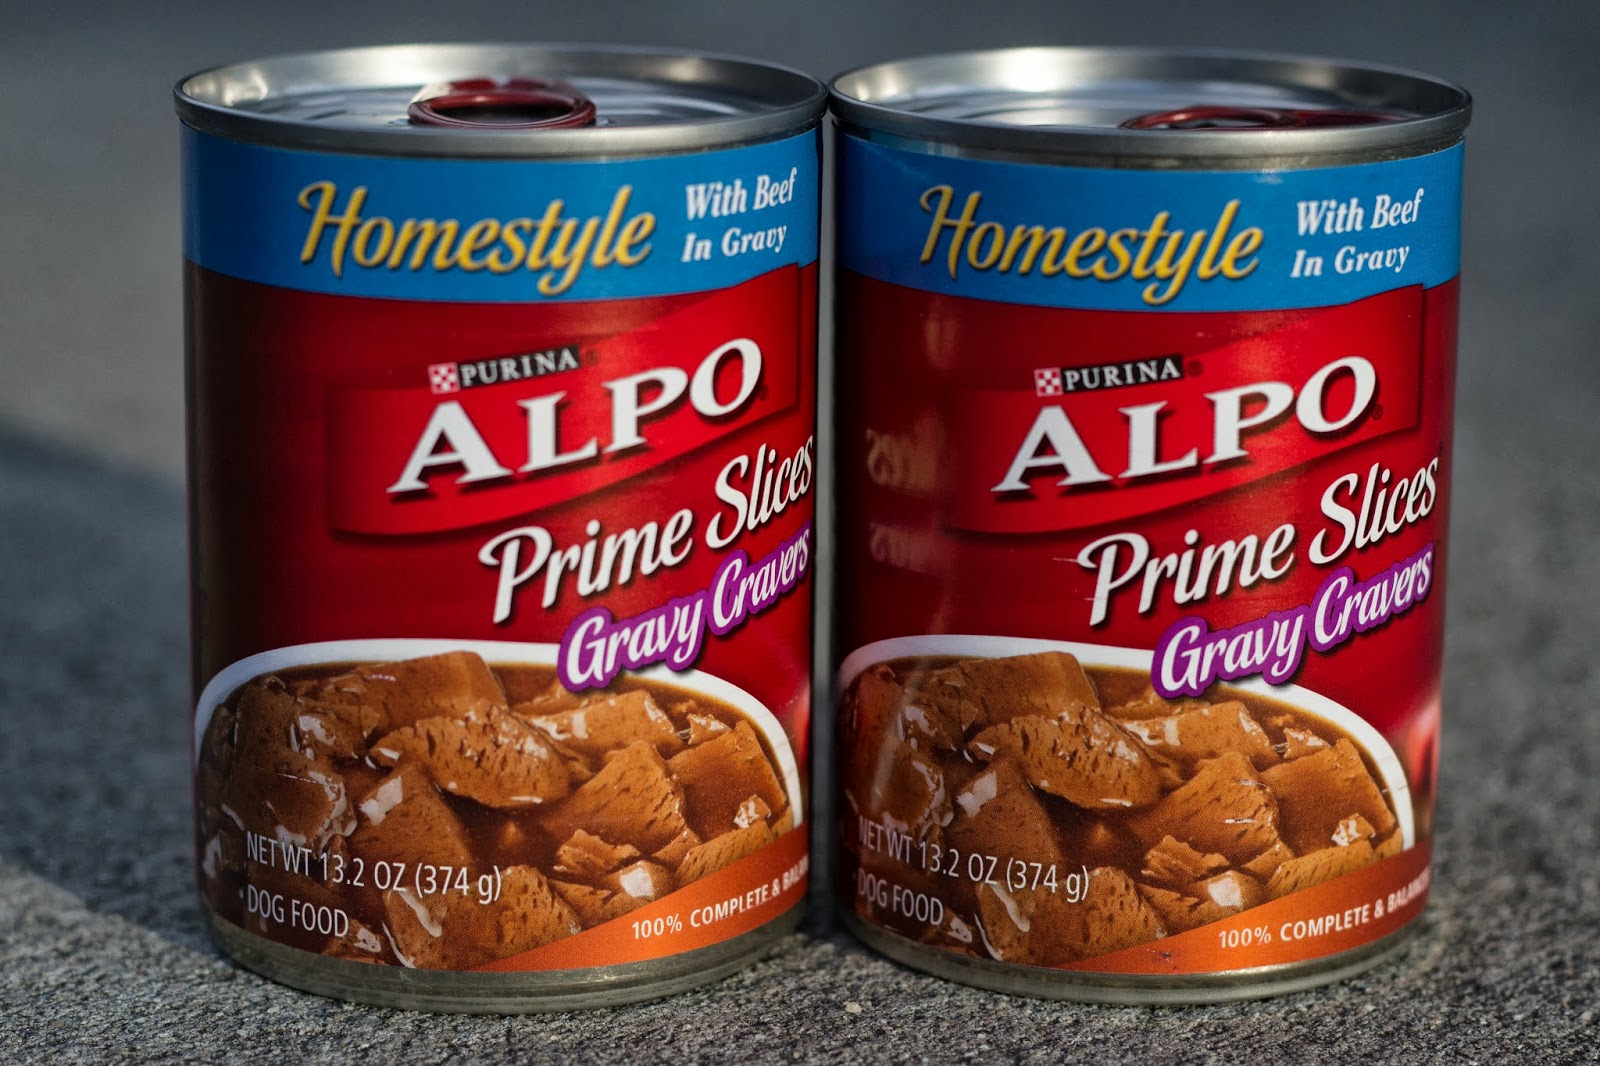 Homestyle
With Beef
In Gravy
PURINA
ALPO
Prime Slices
Gravy Cravers
NET WT 13.2 OZ (374 g)
DOG FOOD
100% COMPLETE &
Homestyle
With Beef
In Gravy
PURINA
ALPO
Prime Slices
Gravy Cravers
NET WT 13.2 OZ (374 g)
DOG FOOD
100% COMPLETE &